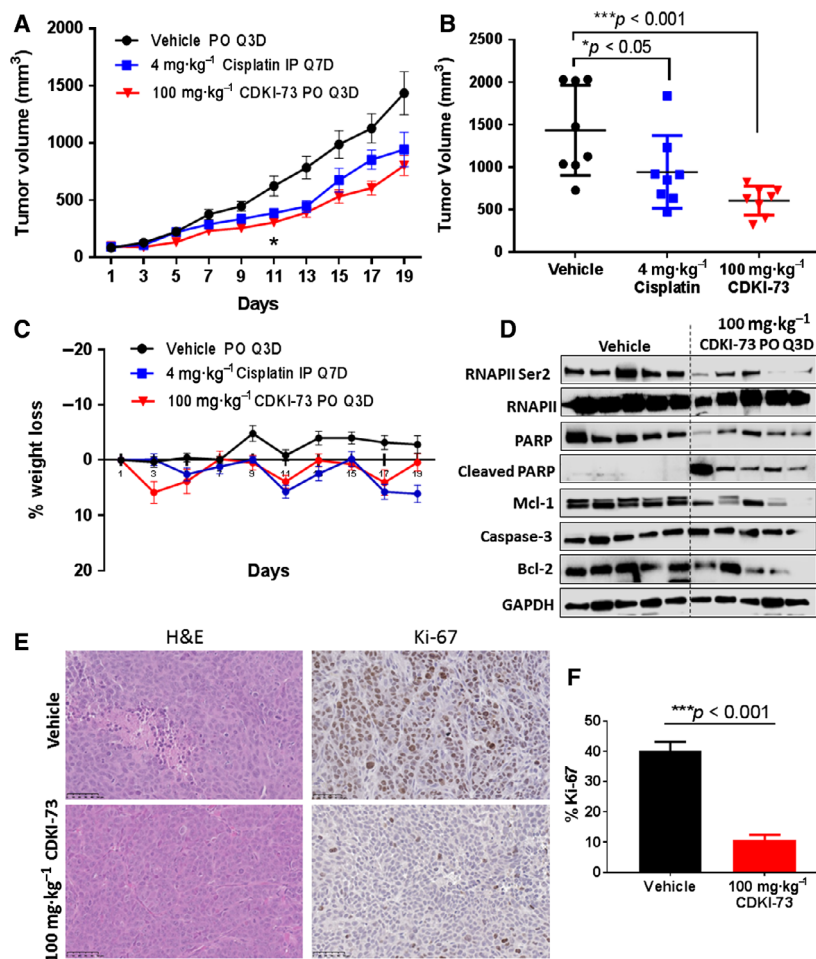 A
Vehicle PO Q3D
4 mg·kg⁻¹ Cisplatin IP Q7D
100 mg·kg⁻¹ CDKI-73 PO Q3D
Tumor volume (mm³)
2000
1500
1000
500
0
*
1 3 5 7 9 11 13 15 17 19
Days
B
***p < 0.001
*p < 0.05
Tumor Volume (mm³)
2500
2000
1500
1000
500
0
Vehicle
4 mg·kg⁻¹
Cisplatin
100 mg·kg⁻¹
CDKI-73
C
Vehicle PO Q3D
4 mg·kg⁻¹ Cisplatin IP Q7D
100 mg·kg⁻¹ CDKI-73 PO Q3D
% weight loss
–20
–10
0
10
20
1 3 7 9 11 15 17 19
Days
D
Vehicle
100 mg·kg⁻¹
CDKI-73 PO Q3D
RNAPII Ser2
RNAPII
PARP
Cleaved PARP
Mcl-1
Caspase-3
Bcl-2
GAPDH
E
H&E
Ki-67
Vehicle
100 mg·kg⁻¹ CDKI-73
F
***p < 0.001
% Ki-67
50
40
30
20
10
0
Vehicle
100 mg·kg⁻¹
CDKI-73